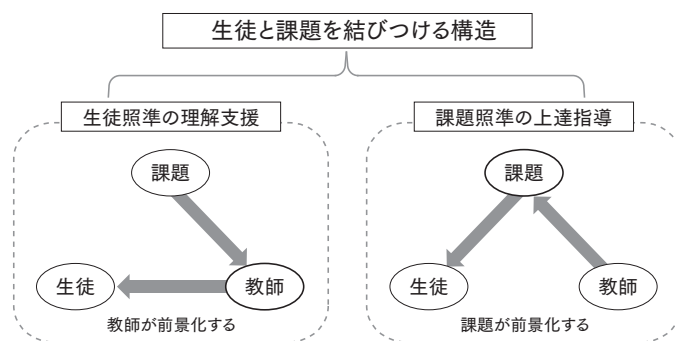 生徒と課題を結びつける構造
生徒照準の理解支援
課題
生徒
教師
教師が前景化する
課題照準の上達指導
課題
生徒
教師
課題が前景化する